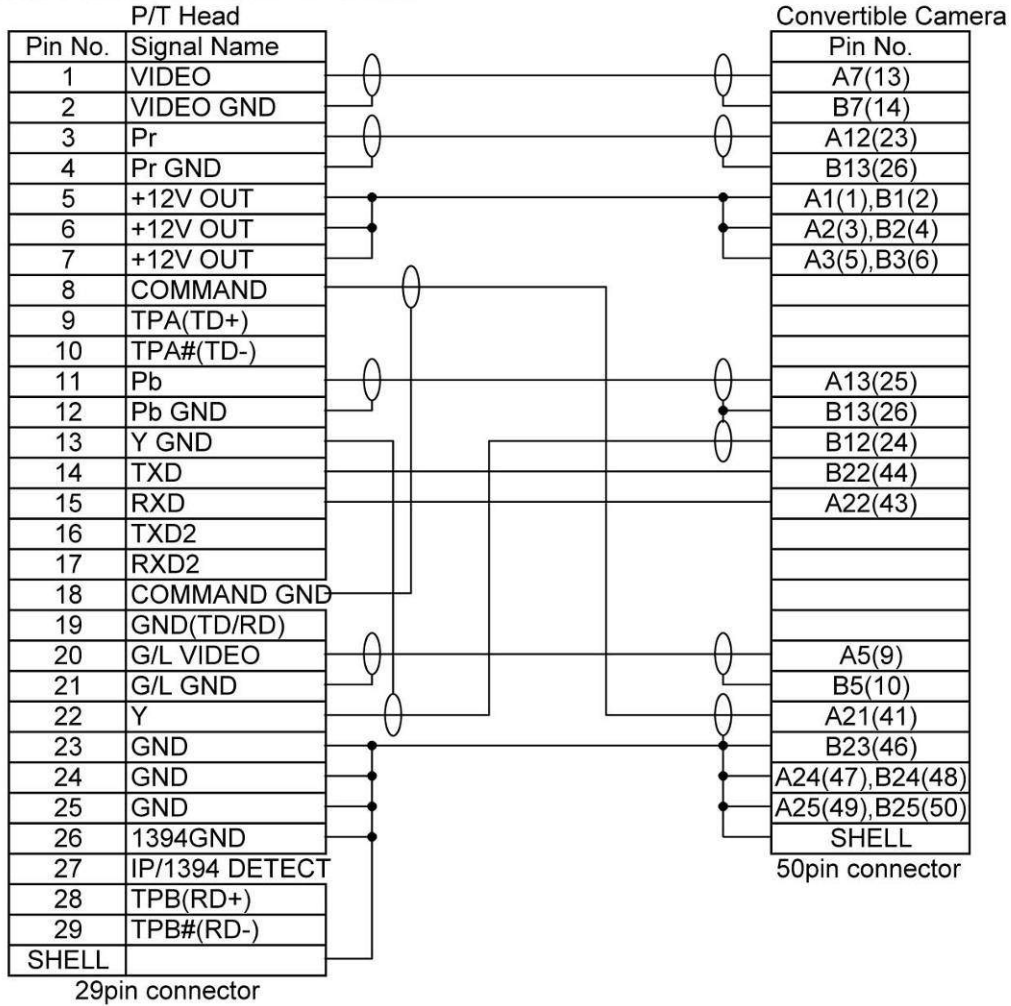 P/T Head Convertible Camera
Pin No. Signal Name Pin No.
1 VIDEO A7(13)
2 VIDEO GND B7(14)
3 Pr A12(23)
4 Pr GND B13(26)
5 +12V OUT A1(1),B1(2)
6 +12V OUT A2(3),B2(4)
7 +12V OUT A3(5),B3(6)
8 COMMAND
9 TPA(TD+)
10 TPA#(TD-)
11 Pb A13(25)
12 Pb GND B13(26)
13 Y GND B12(24)
14 TXD B22(44)
15 RXD A22(43)
16 TXD2
17 RXD2
18 COMMAND GND
19 GND(TD/RD)
20 G/L VIDEO A5(9)
21 G/L GND B5(10)
22 Y A21(41)
23 GND B23(46)
24 GND A24(47),B24(48)
25 GND A25(49),B25(50)
26 1394GND SHELL
27 IP/1394 DETECT 50pin connector
28 TPB(RD+)
29 TPB#(RD-)
SHELL
29pin connector